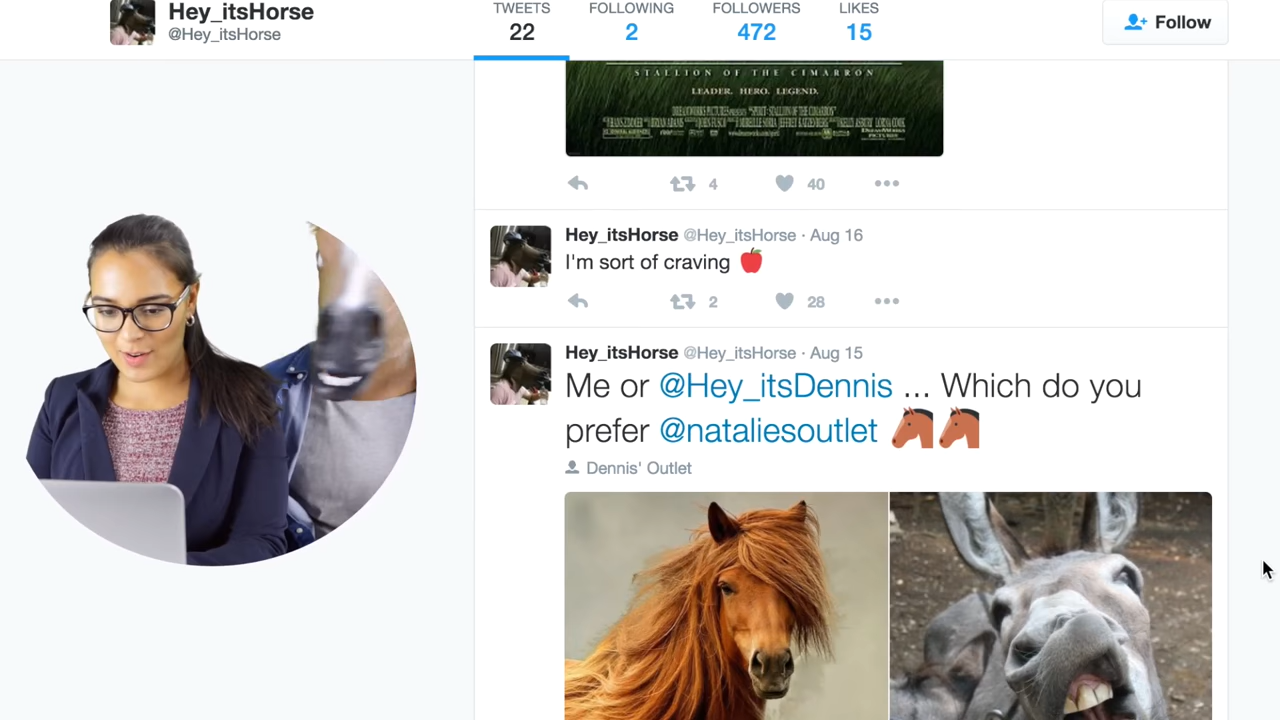 Hey_itsHorse
@Hey_itsHorse
TWEETS
22
FOLLOWING
2
FOLLOWERS
472
LIKES
15
Follow
STALLION OF THE CIMARRON
LEADER. HERO. LEGEND.
4
40
Hey_itsHorse @Hey_itsHorse · Aug 16
I'm sort of craving 🍎
2
28
Hey_itsHorse @Hey_itsHorse · Aug 15
Me or @Hey_itsDennis ... Which do you
prefer @nataliesoutlet 🐴🐴
Dennis' Outlet